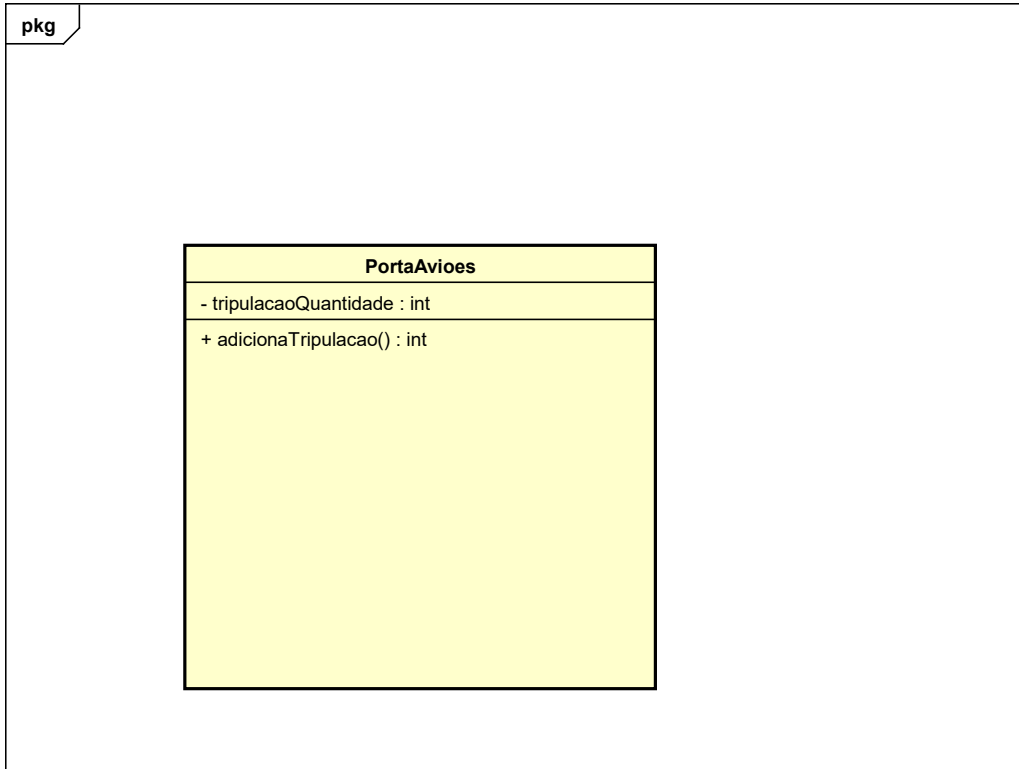 pkg
PortaAvioes
- tripulacaoQuantidade : int
+ adicionaTripulacao() : int